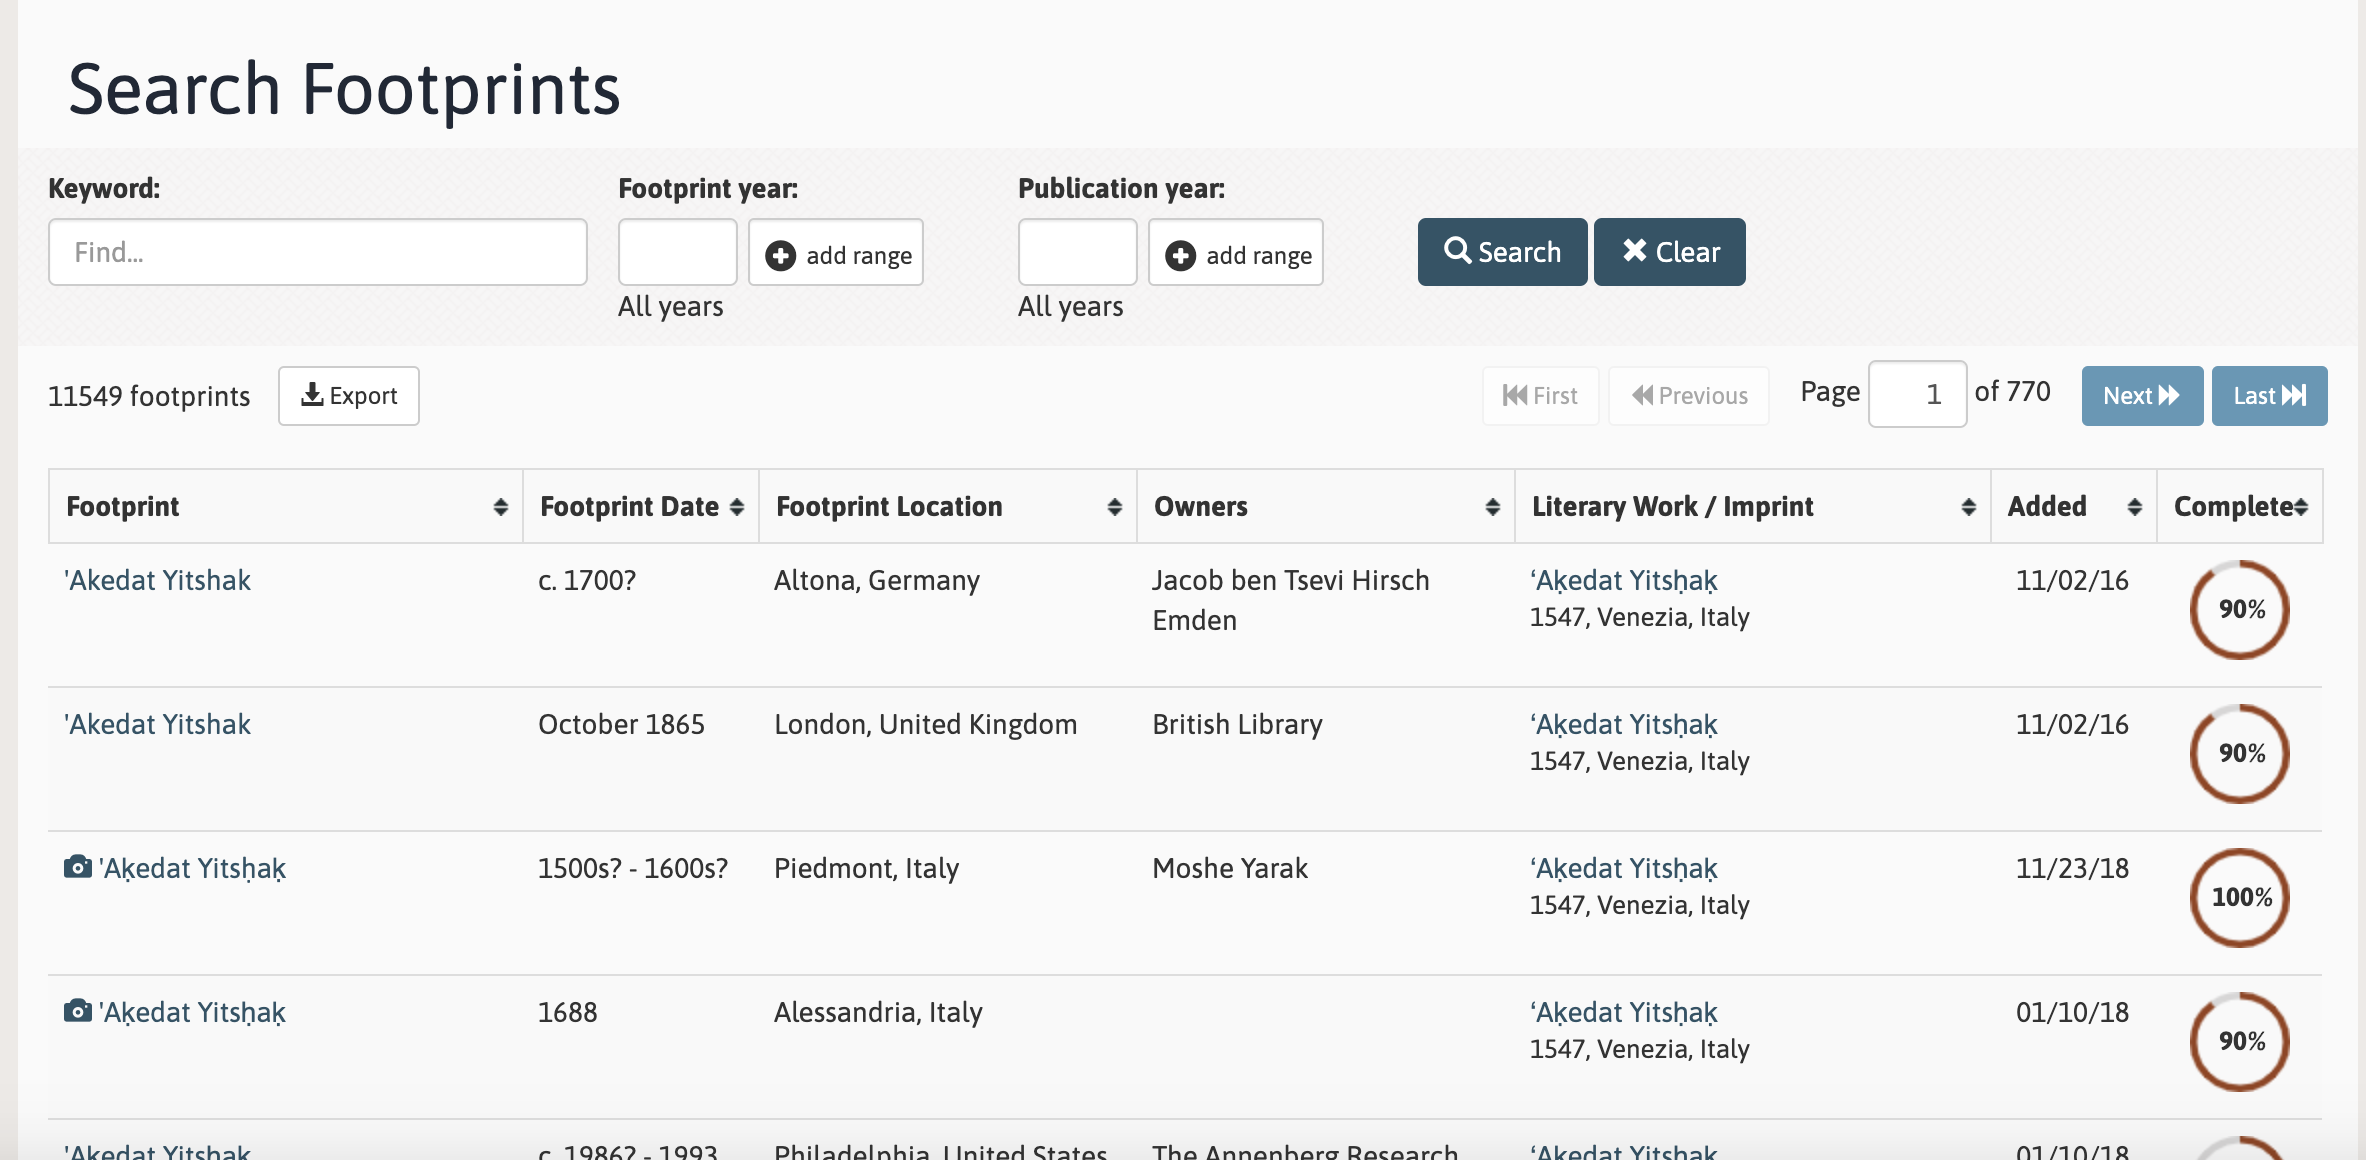 Search Footprints
Keyword: Footprint year: Publication year:
Find... add range add range Search Clear
All years All years
11549 footprints Export First Previous Page 1 of 770 Next Last
Footprint Footprint Date Footprint Location Owners Literary Work / Imprint Added Complete
'Akedat Yitshak c. 1700? Altona, Germany Jacob ben Tsevi Hirsch Emden ʻAḳedat Yitsḥaḳ 11/02/16 90%
1547, Venezia, Italy
'Akedat Yitshak October 1865 London, United Kingdom British Library ʻAḳedat Yitsḥaḳ 11/02/16 90%
1547, Venezia, Italy
'Aḳedat Yitsḥaḳ 1500s? - 1600s? Piedmont, Italy Moshe Yarak ʻAḳedat Yitsḥaḳ 11/23/18 100%
1547, Venezia, Italy
'Aḳedat Yitsḥaḳ 1688 Alessandria, Italy ʻAḳedat Yitsḥaḳ 01/10/18 90%
1547, Venezia, Italy
'Akedat Yitshak c. 1986? - 1993 Philadelphia, United States The Annenberg Research ʻAḳedat Yitsḥaḳ 01/10/18